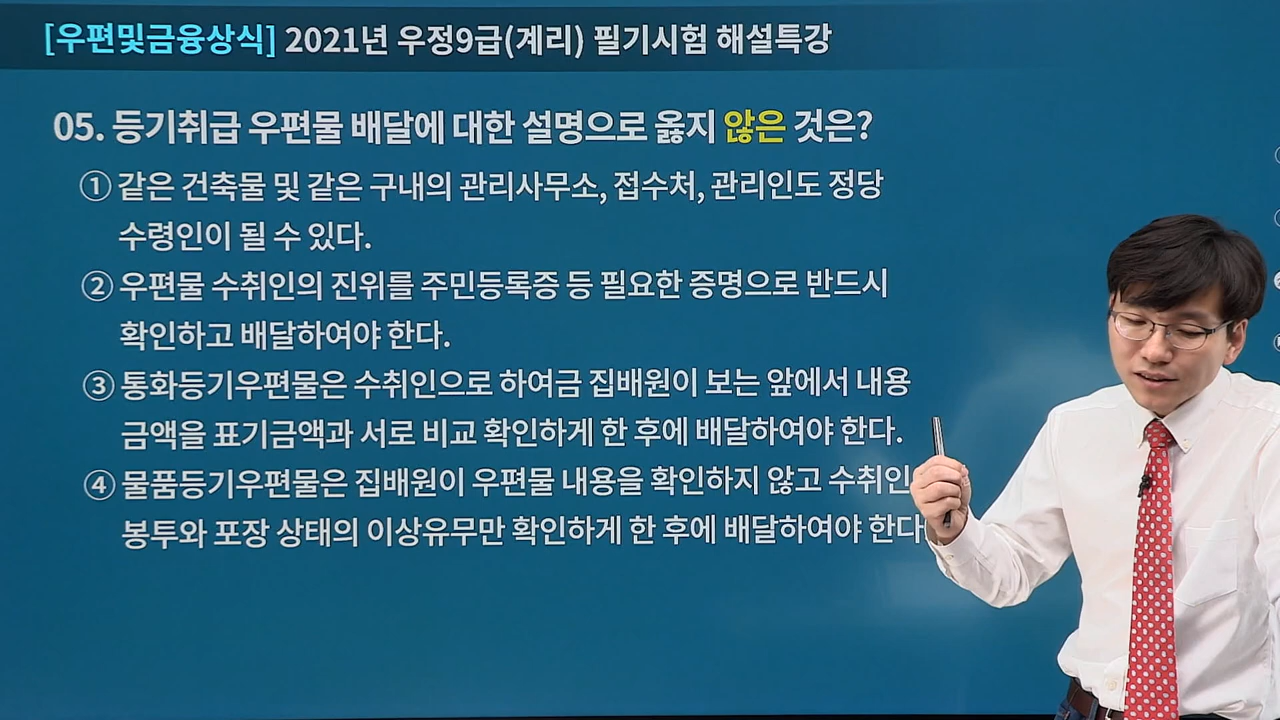 [우편및금융상식] 2021년 우정9급(계리) 필기시험 해설특강
05. 등기취급 우편물 배달에 대한 설명으로 옳지 않은 것은?
① 같은 건축물 및 같은 구내의 관리사무소, 접수처, 관리인도 정당
수령인이 될 수 있다.
② 우편물 수취인의 진위를 주민등록증 등 필요한 증명으로 반드시
확인하고 배달하여야 한다.
③ 통화등기우편물은 수취인으로 하여금 집배원이 보는 앞에서 내용
금액을 표기금액과 서로 비교 확인하게 한 후에 배달하여야 한다.
④ 물품등기우편물은 집배원이 우편물 내용을 확인하지 않고 수취인
봉투와 포장 상태의 이상유무만 확인하게 한 후에 배달하여야 한다